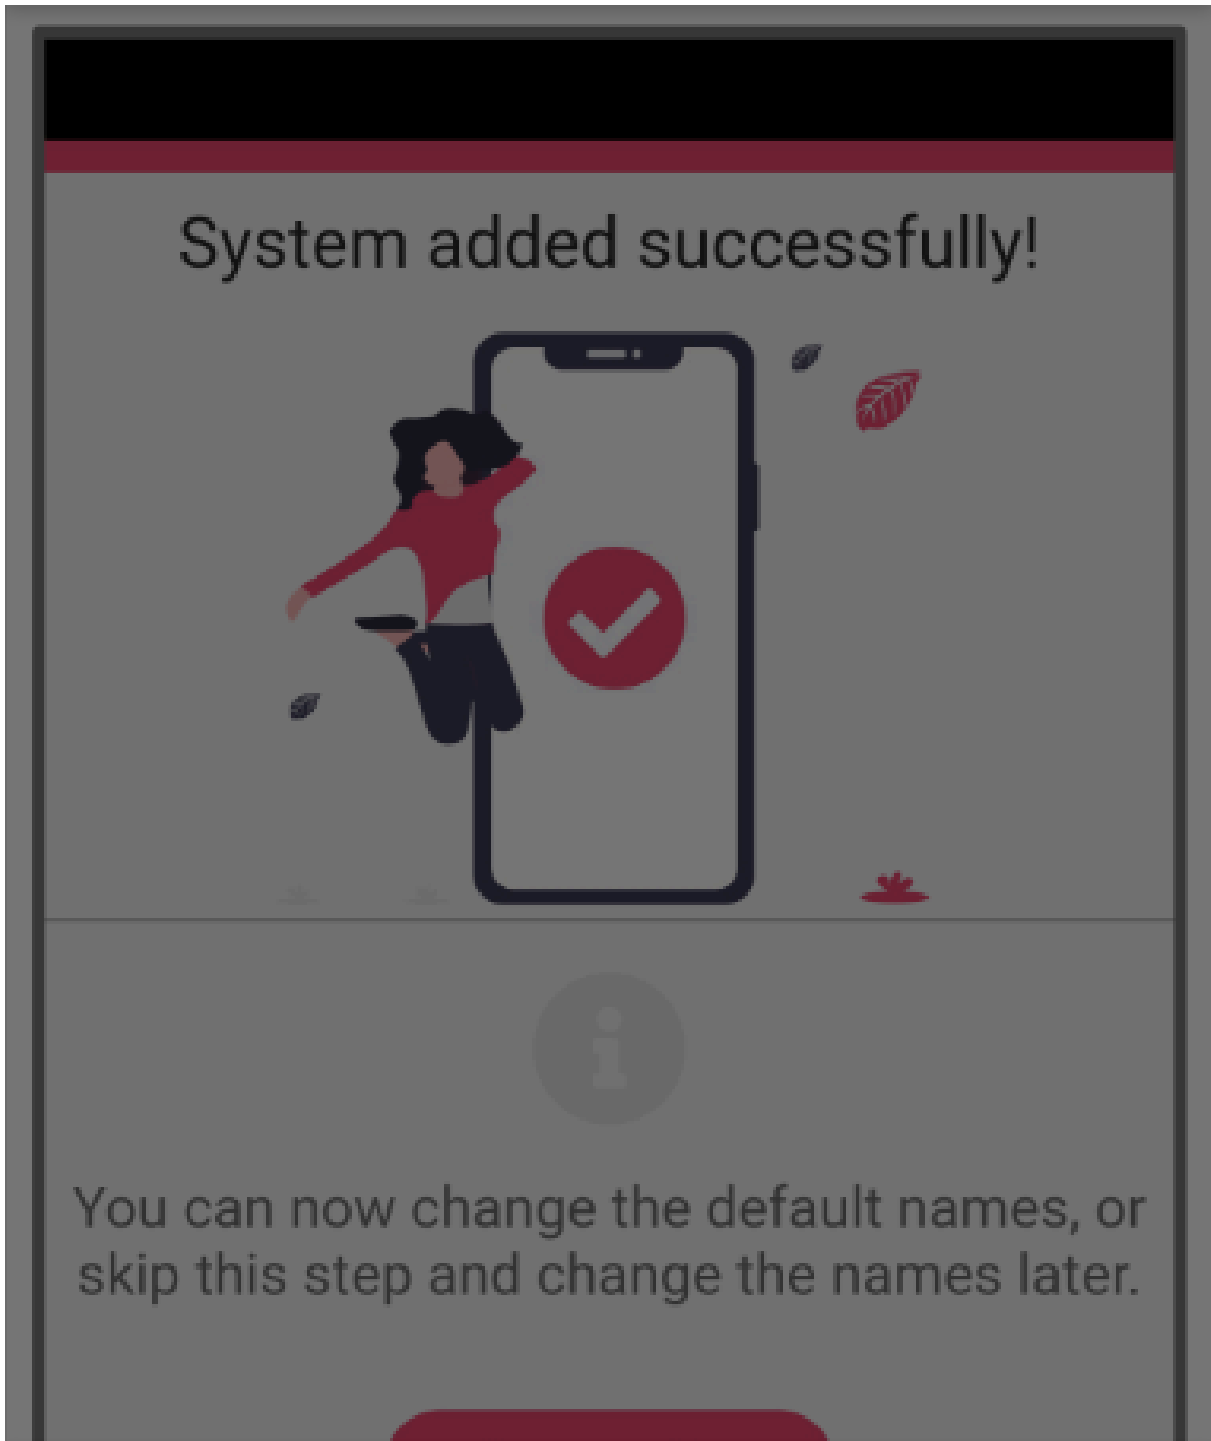 System added successfully!
You can now change the default names, or
skip this step and change the names later.